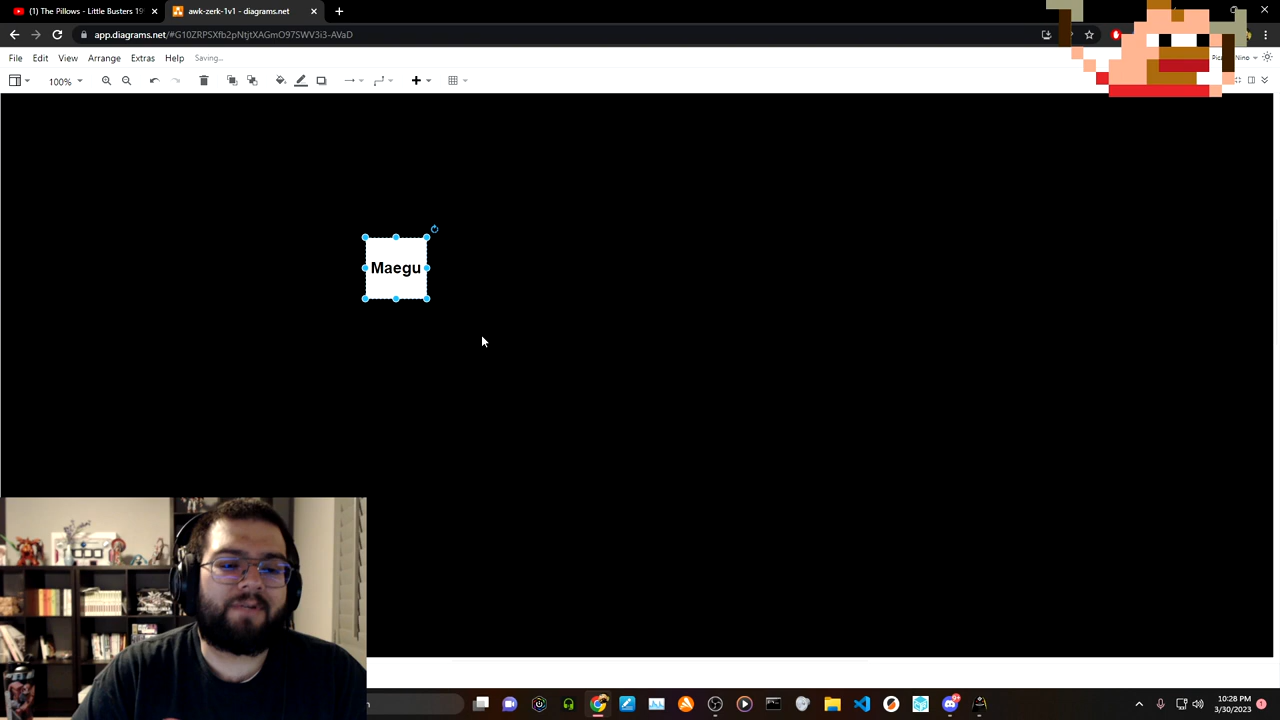 (1) The Pillows - Little Busters 19
awk-zerk-1v1 - diagrams.net
app.diagrams.net/#G10ZRPSXfb2pNtjtXAGmO97SWV3i3-AVaD
File Edit View Arrange Extras Help Saving...
Nino
100%
Maegu
10:28 PM
3/30/2023